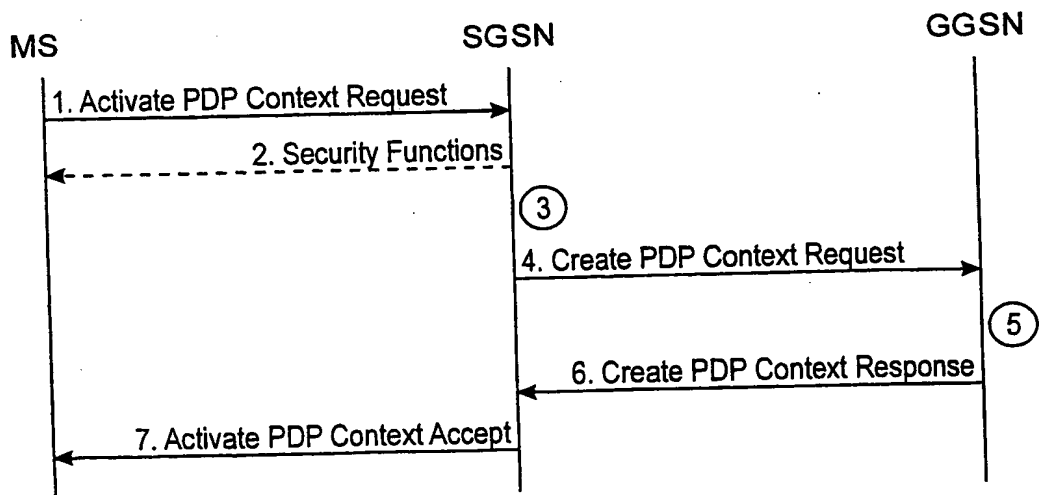 MS
SGSN
GGSN
1. Activate PDP Context Request
2. Security Functions
3
4. Create PDP Context Request
5
6. Create PDP Context Response
7. Activate PDP Context Accept